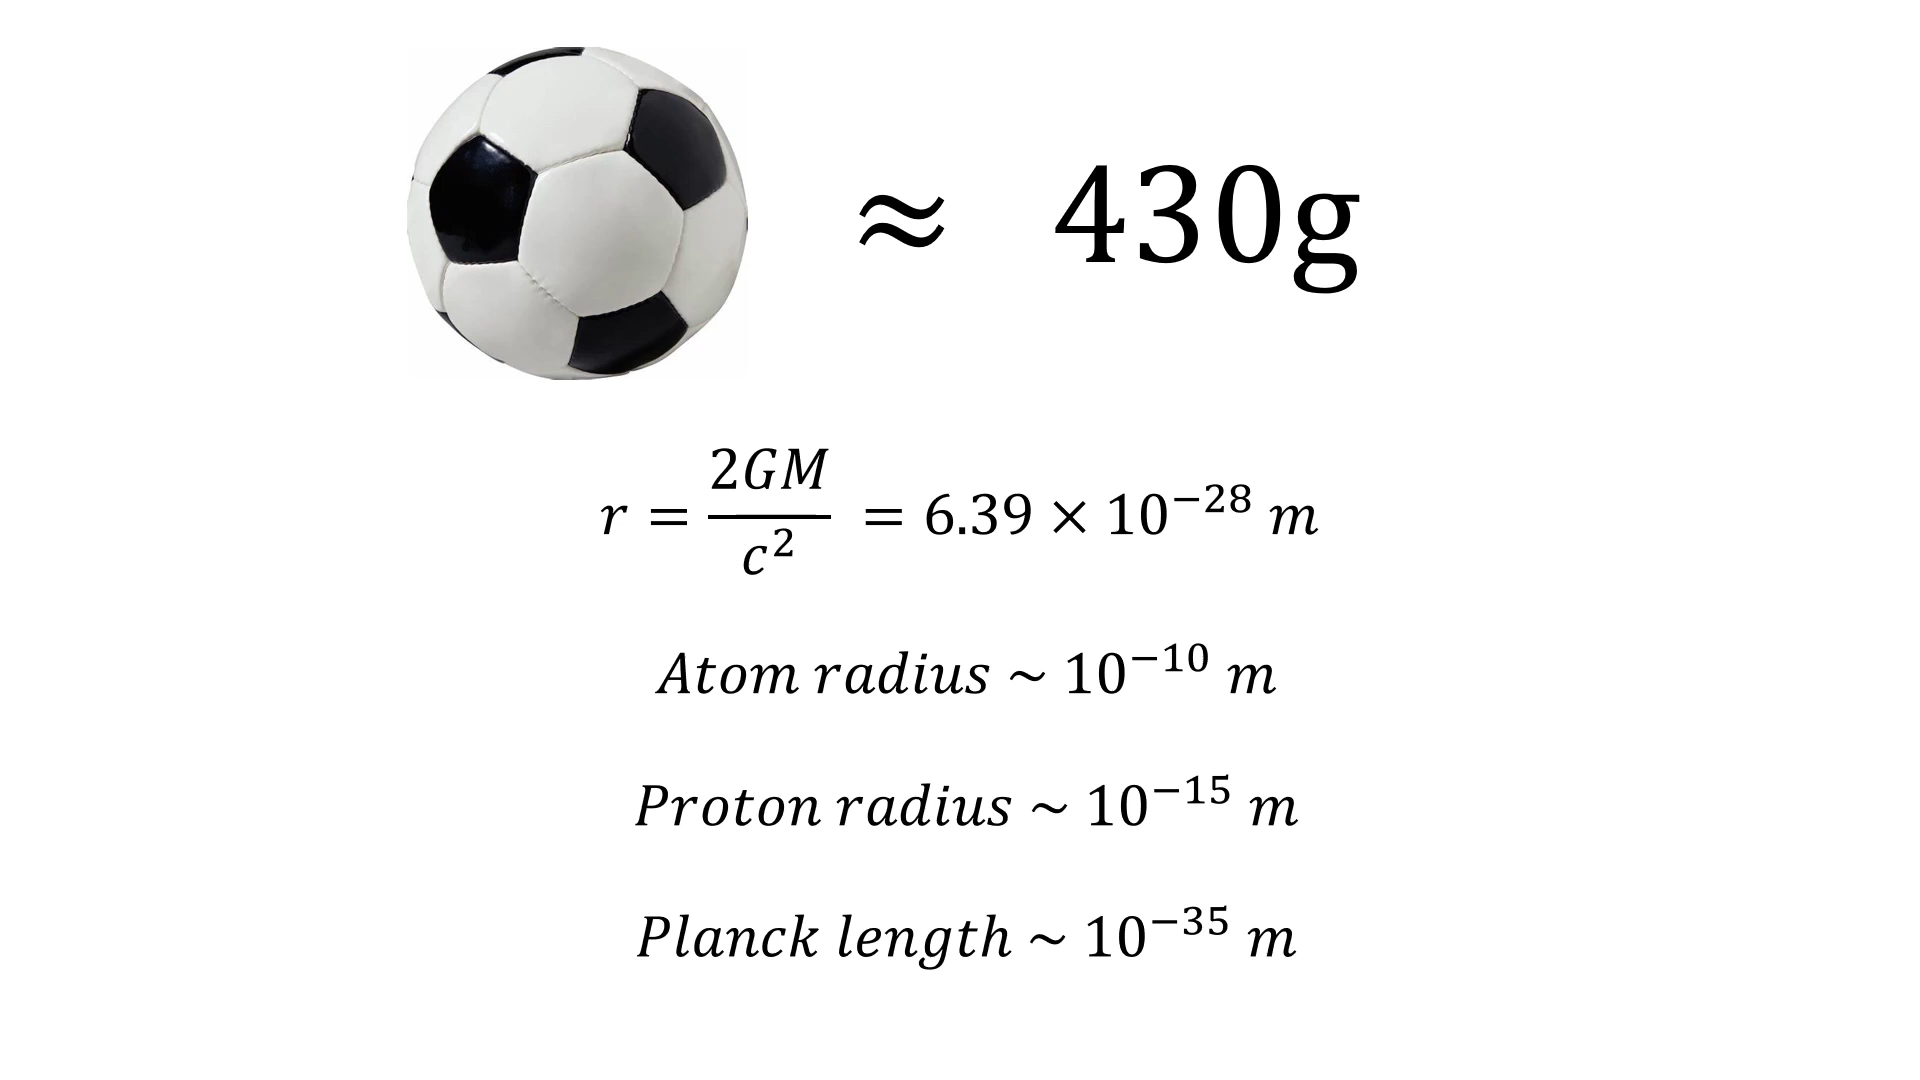 ≈ 430g
r = 2GM/c² = 6.39 × 10⁻²⁸ m
Atom radius ~ 10⁻¹⁰ m
Proton radius ~ 10⁻¹⁵ m
Planck length ~ 10⁻³⁵ m